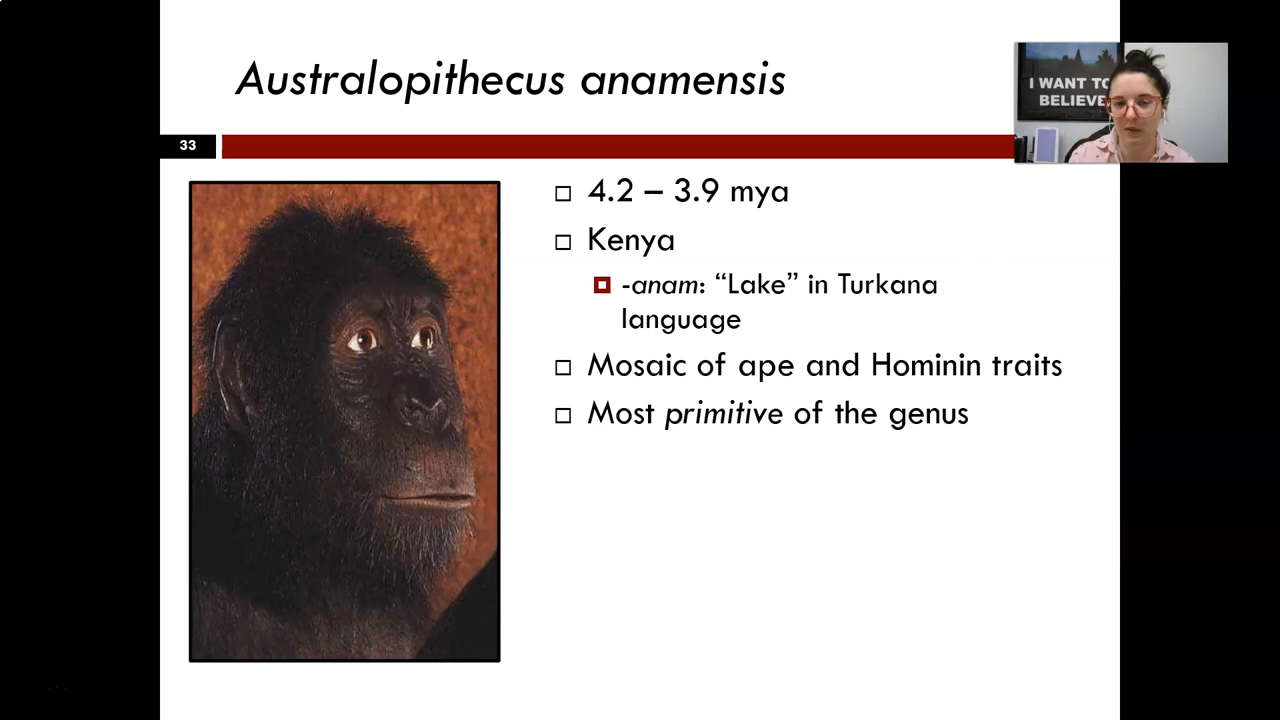 Australopithecus anamensis
33
I WANT TO
BELIEVE
4.2 – 3.9 mya
Kenya
-anam: “Lake” in Turkana
language
Mosaic of ape and Hominin traits
Most primitive of the genus